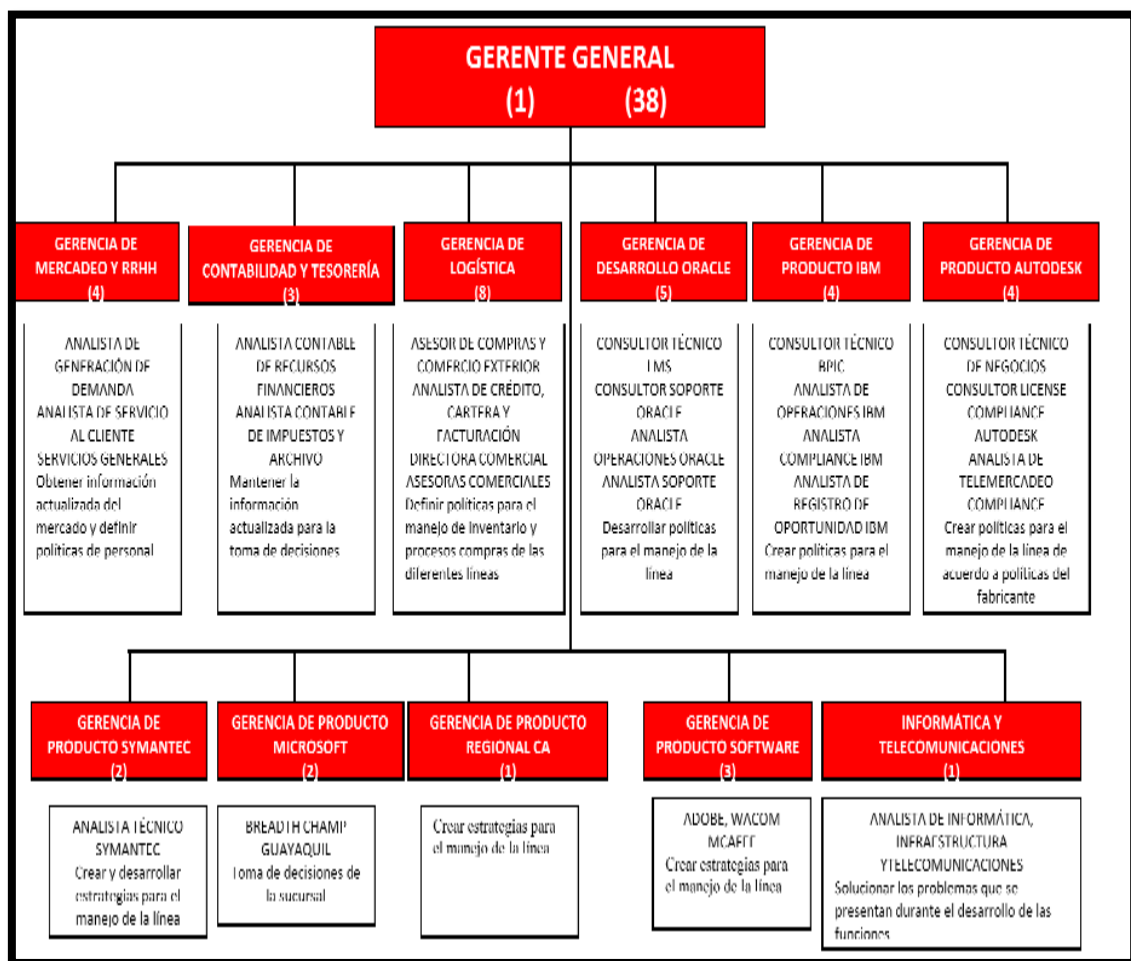 GERENTE GENERAL
(1) (38)
GERENCIA DE
MERCADEO Y RRHH
(4)
GERENCIA DE
CONTABILIDAD Y TESORERÍA
(3)
GERENCIA DE
LOGÍSTICA
(8)
GERENCIA DE
DESARROLLO ORACLE
(5)
GERENCIA DE
PRODUCTO IBM
(4)
GERENCIA DE
PRODUCTO AUTODESK
(4)
ANALISTA DE
GENERACIÓN DE
DEMANDA
ANALISTA DE SERVICIO
AL CLIENTE
SERVICIOS GENERALES
Obtener información
actualizada del
mercado y definir
políticas de personal
ANALISTA CONTABLE
DE RECURSOS
FINANCIEROS
ANALISTA CONTABLE
DE IMPUESTOS Y
ARCHIVO
Mantener la
información
actualizada para la
toma de decisiones
ASESOR DE COMPRAS Y
COMERCIO EXTERIOR
ANALISTA DE CRÉDITO,
CARTERA Y
FACTURACIÓN
DIRECTORA COMERCIAL
ASESORAS COMERCIALES
Definir políticas para el
manejo de inventario y
procesos compras de las
diferentes líneas
CONSULTOR TÉCNICO
LMS
CONSULTOR SOPORTE
ORACLE
ANALISTA
OPERACIONES ORACLE
ANALISTA SOPORTE
ORACLE
Desarrollar políticas
para el manejo de la
línea
CONSULTOR TÉCNICO
BPIC
ANALISTA DE
OPERACIONES IBM
ANALISTA
COMPLIANCE IBM
ANALISTA DE
REGISTRO DE
OPORTUNIDAD IBM
Crear políticas para el
manejo de la línea
CONSULTOR TÉCNICO
DE NEGOCIOS
CONSULTOR LICENSE
COMPLIANCE
AUTODESK
ANALISTA DE
TELEMERCADEO
COMPLIANCE
Crear políticas para el
manejo de la línea de
acuerdo a políticas del
fabricante
GERENCIA DE
PRODUCTO SYMANTEC
(2)
GERENCIA DE PRODUCTO
MICROSOFT
(2)
GERENCIA DE PRODUCTO
REGIONAL CA
(1)
GERENCIA DE
PRODUCTO SOFTWARE
(3)
INFORMÁTICA Y
TELECOMUNICACIONES
(1)
ANALISTA TÉCNICO
SYMANTEC
Crear y desarrollar
estrategias para el
manejo de la línea
BREADTH CHAMP
GUAYAQUIL
Toma de decisiones de
la sucursal
Crear estrategias para
el manejo de la línea
ADOBE, WACOM
MCAFEE
Crear estrategias para
el manejo de la línea
ANALISTA DE INFORMÁTICA,
INFRAESTRUCTURA
YTELECOMUNICACIONES
Solucionar los problemas que se
presentan durante el desarrollo de las
funciones